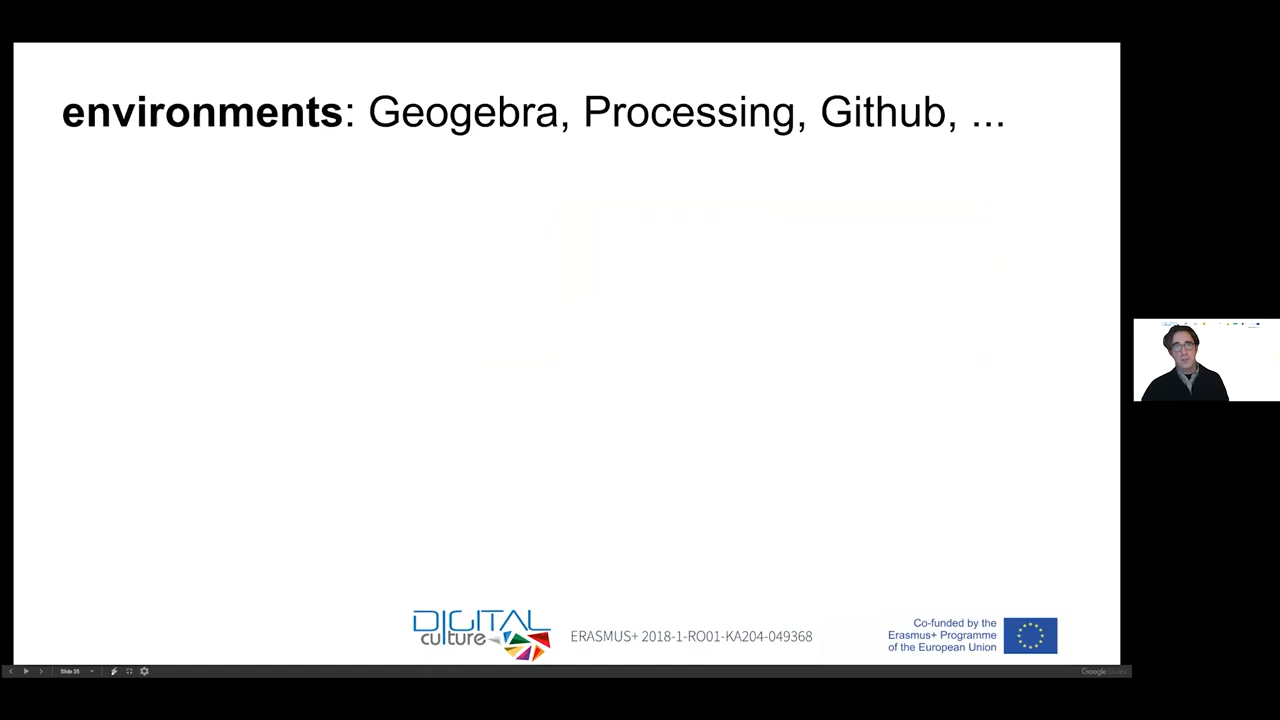 environments: Geogebra, Processing, Github, ...
DIGITAL
culture
ERASMUS+ 2018-1-RO01-KA204-049368
Co-funded by the
Erasmus+ Programme
of the European Union
Slide 35
Google Slides